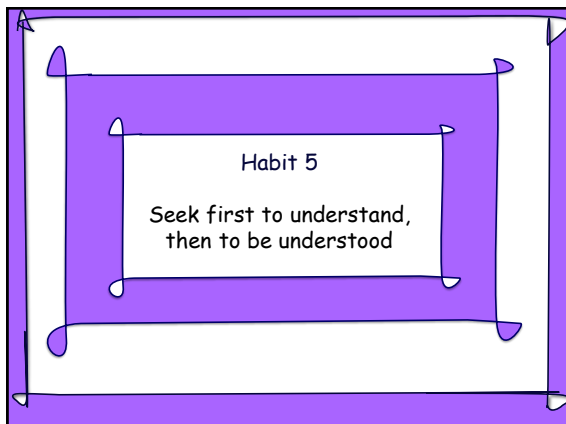 Habit 5
Seek first to understand,
then to be understood